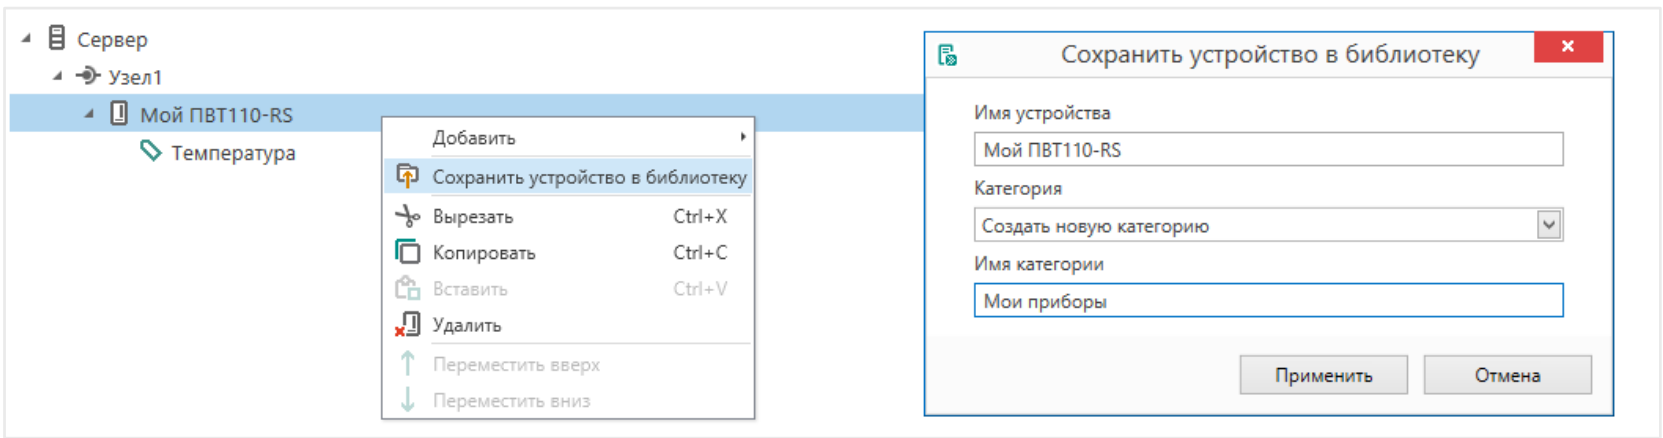 Сервер
Узел1
Мой ПВТ110-RS
Температура
Добавить
Сохранить устройство в библиотеку
Вырезать Ctrl+X
Копировать Ctrl+C
Вставить Ctrl+V
Удалить
Переместить вверх
Переместить вниз
Сохранить устройство в библиотеку
Имя устройства
Мой ПВТ110-RS
Категория
Создать новую категорию
Имя категории
Мои приборы
Применить Отмена